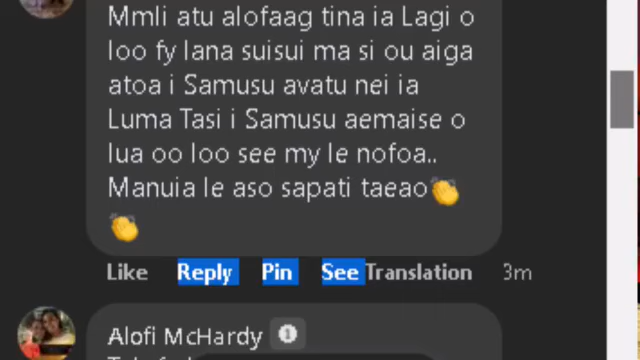 Mmli atu alofaag tina ia Lagi o
loo fy lana suisui ma si ou aiga
atoa i Samusu avatu nei ia
Luma Tasi i Samusu aemaise o
lua oo loo see my le nofoa..
Manuia le aso sapati taeao👏
👏
Like Reply Pin See Translation 3m
Alofi McHardy